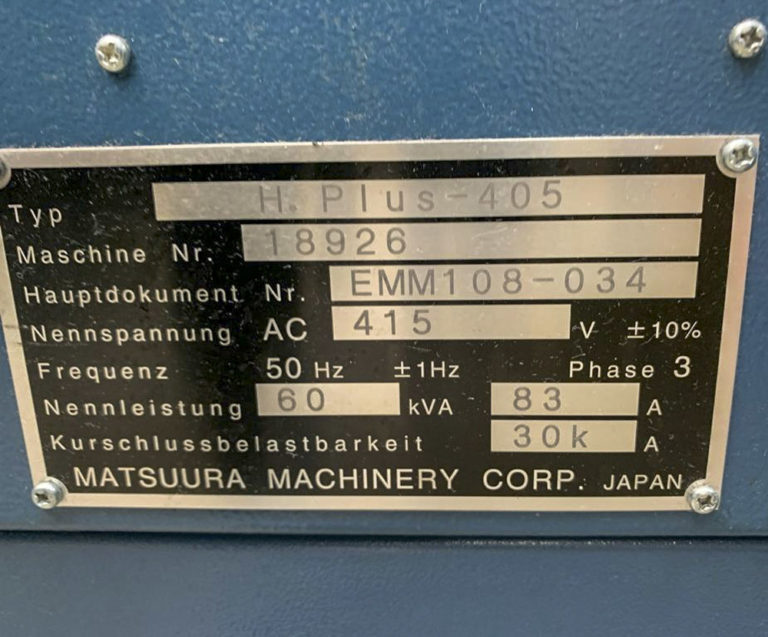 Typ H. Plus-405
Maschine Nr. 18926
Hauptdokument Nr. EMM108-034
Nennspannung AC 415 V ±10%
Frequenz 50 Hz ±1Hz Phase 3
Nennleistung 60 kVA 83 A
Kurschlussbelastbarkeit 30k A
MATSUURA MACHINERY CORP. JAPAN